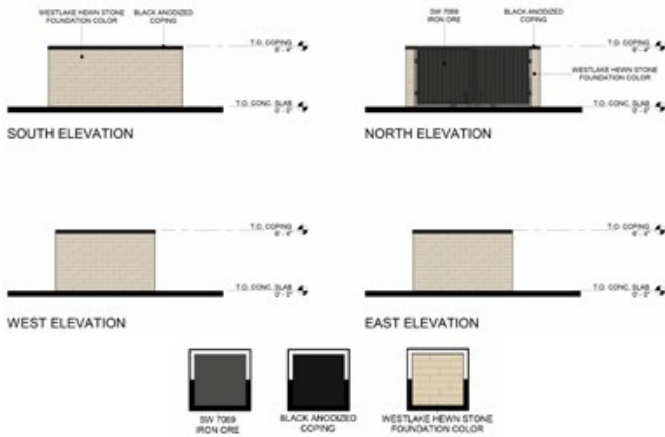 WESTLAKE HEWN STONE
FOUNDATION COLOR
BLACK ANODIZED
COPING
T.O. COPING
6' - 4"
T.O. CONC. SLAB
0' - 0"
SOUTH ELEVATION
SW 7069
IRON ORE
BLACK ANODIZED
COPING
T.O. COPING
6' - 4"
WESTLAKE HEWN STONE
FOUNDATION COLOR
T.O. CONC. SLAB
0' - 0"
NORTH ELEVATION
T.O. COPING
6' - 4"
T.O. CONC. SLAB
0' - 0"
WEST ELEVATION
T.O. COPING
6' - 4"
T.O. CONC. SLAB
0' - 0"
EAST ELEVATION
SW 7069
IRON ORE
BLACK ANODIZED
COPING
WESTLAKE HEWN STONE
FOUNDATION COLOR